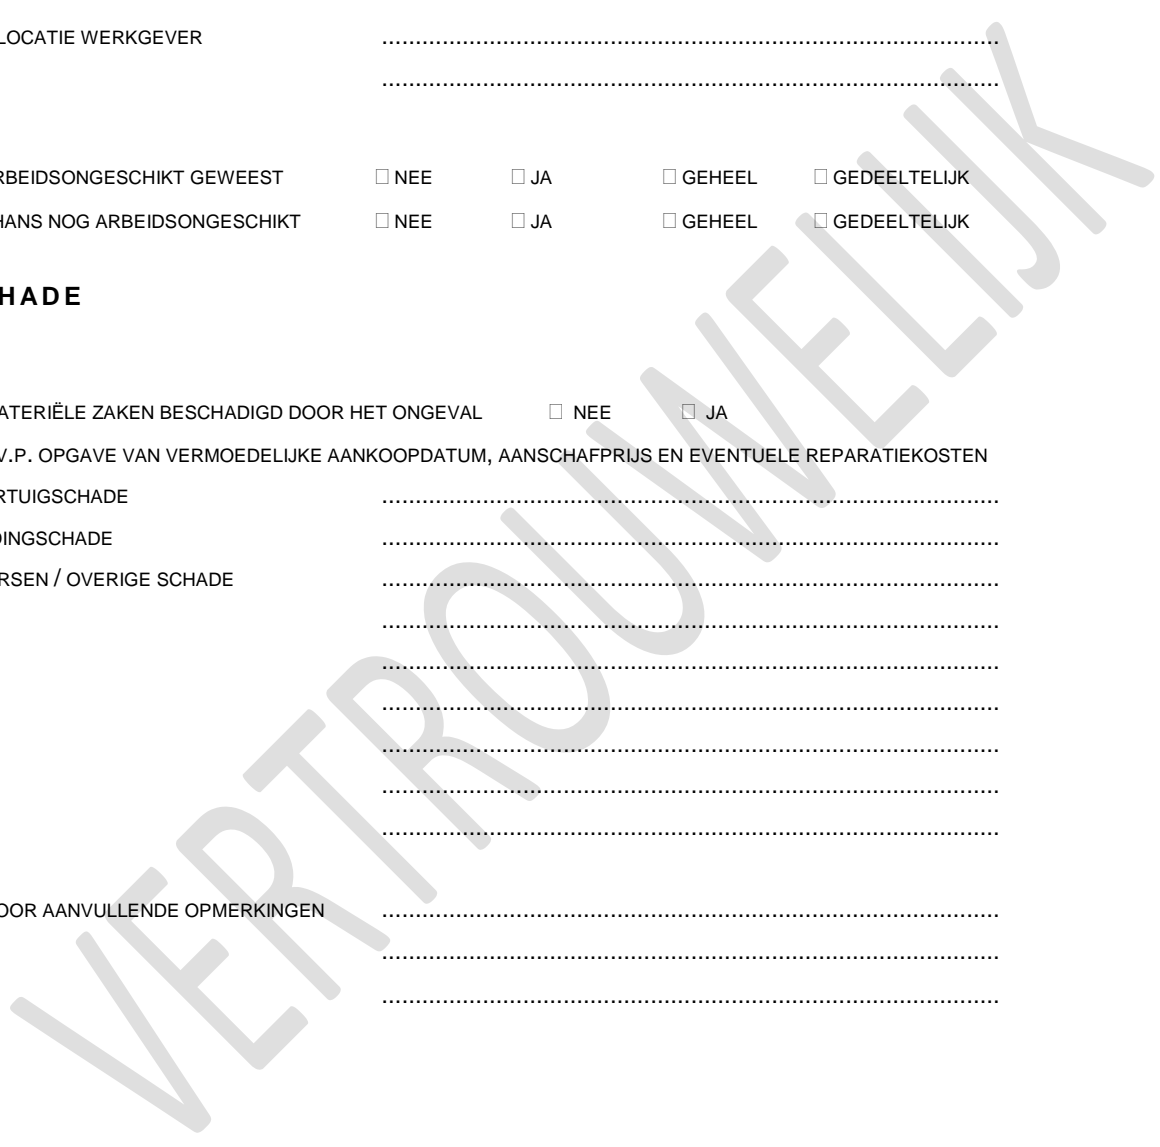 LOCATIE WERKGEVER ............................................................................................
............................................................................................
RBEIDSONGESCHIKT GEWEEST □ NEE □ JA □ GEHEEL □ GEDEELTELIJK
HANS NOG ARBEIDSONGESCHIKT □ NEE □ JA □ GEHEEL □ GEDEELTELIJK
HADE
ATERIËLE ZAKEN BESCHADIGD DOOR HET ONGEVAL □ NEE □ JA
V.P. OPGAVE VAN VERMOEDELIJKE AANKOOPDATUM, AANSCHAFPRIJS EN EVENTUELE REPARATIEKOSTEN
RTUIGSCHADE ............................................................................................
DINGSCHADE ............................................................................................
RSEN / OVERIGE SCHADE ............................................................................................
............................................................................................
............................................................................................
............................................................................................
............................................................................................
............................................................................................
............................................................................................
OOR AANVULLENDE OPMERKINGEN ............................................................................................
............................................................................................
............................................................................................
VERTROUWELIJK